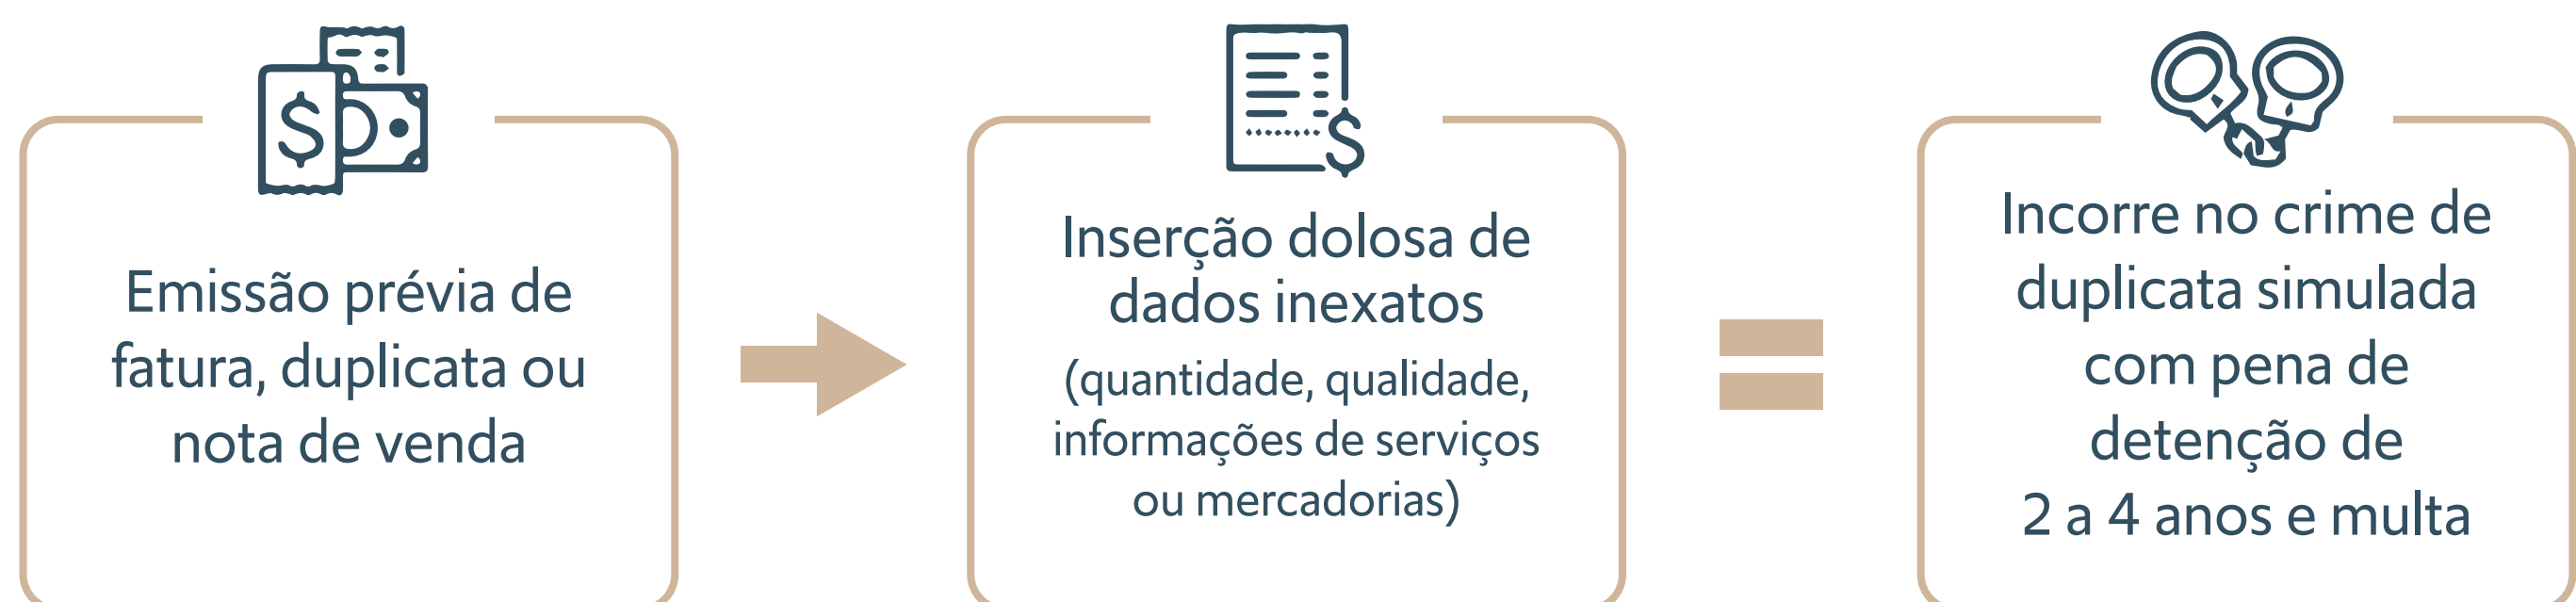 Emissão prévia de
fatura, duplicata ou
nota de venda
Inserção dolosa de
dados inexatos
(quantidade, qualidade,
informações de serviços
ou mercadorias)
Incorre no crime de
duplicata simulada
com pena de
detenção de
2 a 4 anos e multa